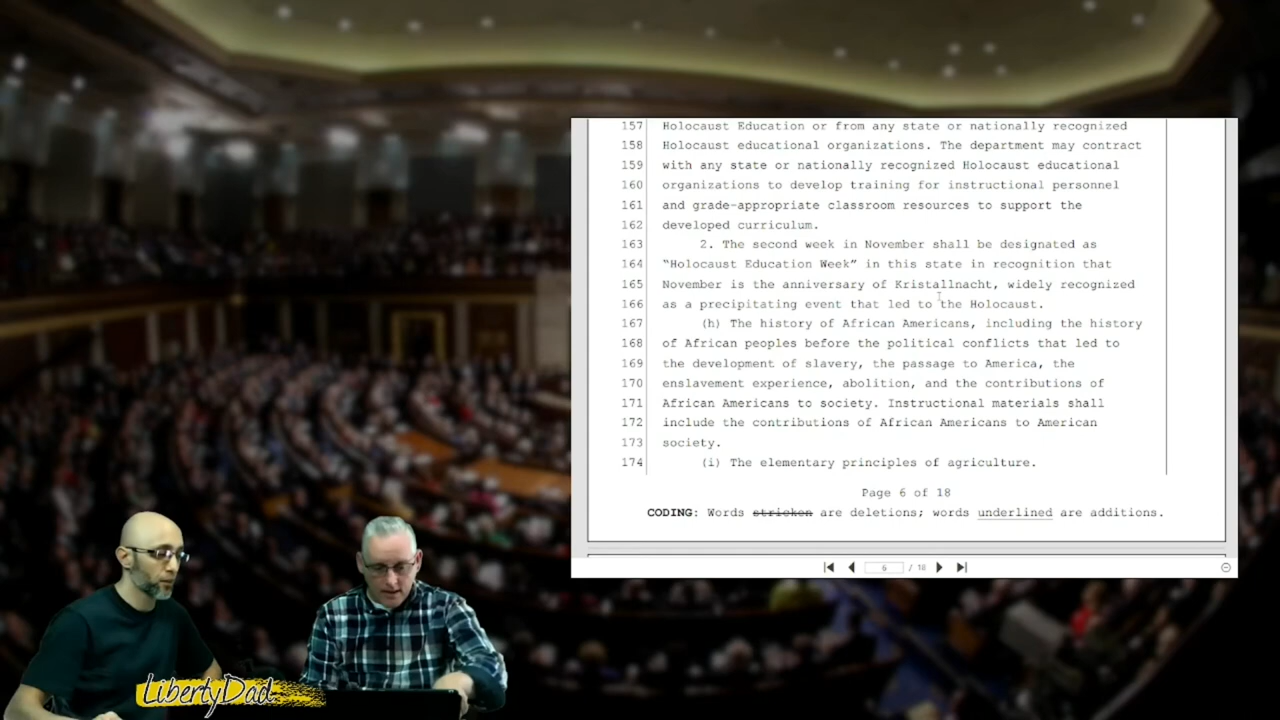 157 Holocaust Education or from any state or nationally recognized
158 Holocaust educational organizations. The department may contract
159 with any state or nationally recognized Holocaust educational
160 organizations to develop training for instructional personnel
161 and grade-appropriate classroom resources to support the
162 developed curriculum.
163 2. The second week in November shall be designated as
164 "Holocaust Education Week" in this state in recognition that
165 November is the anniversary of Kristallnacht, widely recognized
166 as a precipitating event that led to the Holocaust.
167 (h) The history of African Americans, including the history
168 of African peoples before the political conflicts that led to
169 the development of slavery, the passage to America, the
170 enslavement experience, abolition, and the contributions of
171 African Americans to society. Instructional materials shall
172 include the contributions of African Americans to American
173 society.
174 (i) The elementary principles of agriculture.
Page 6 of 18
CODING: Words stricken are deletions; words underlined are additions.
6 / 18
LibertyDad